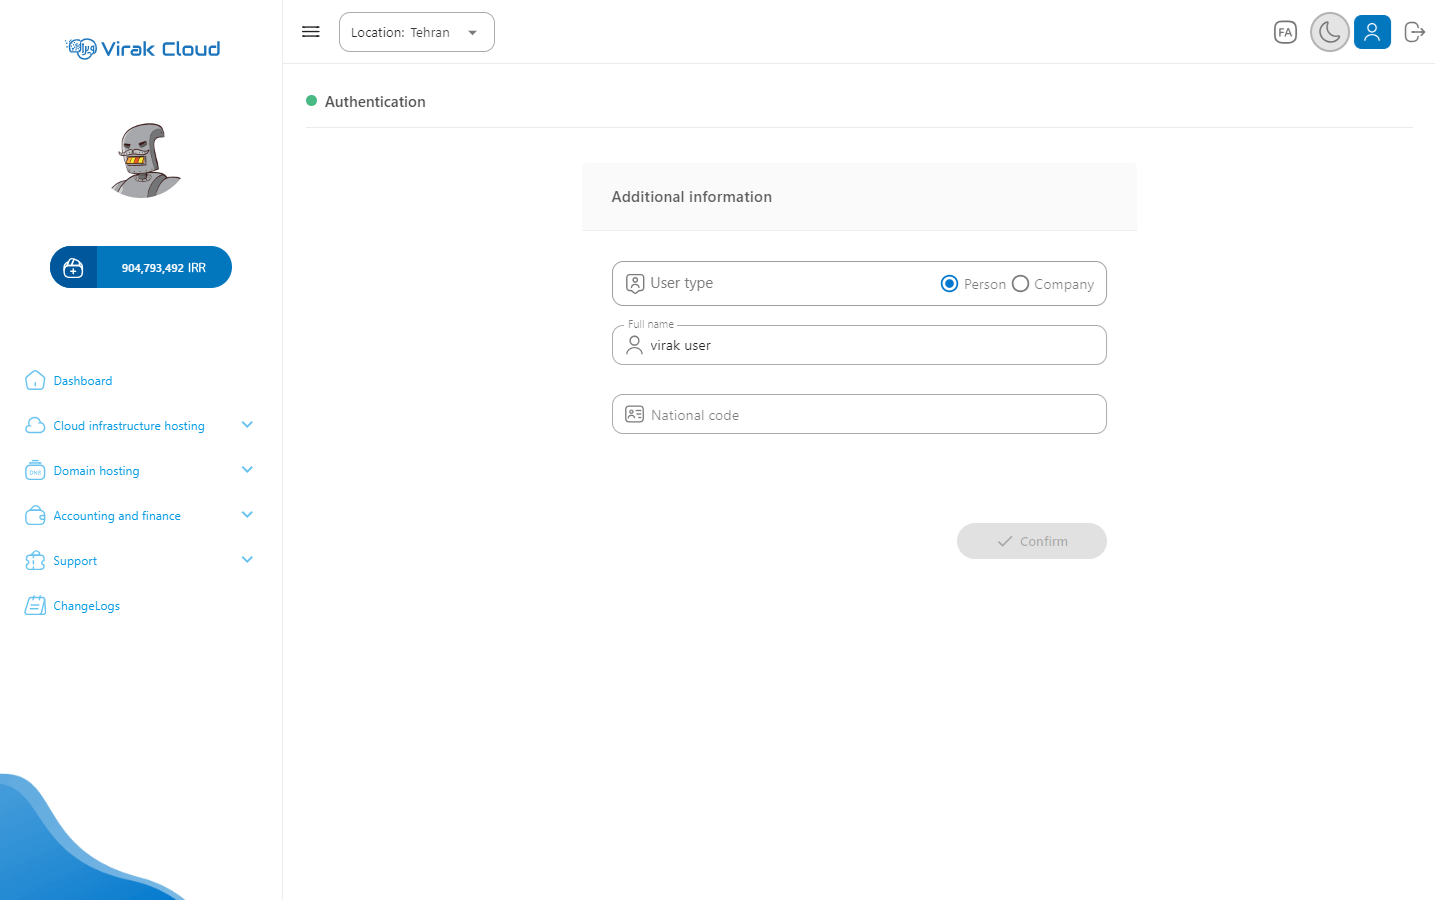 Virak Cloud
Location: Tehran
FA
Authentication
Additional information
904,793,492 IRR
User type
Person
Company
Full name
virak user
National code
Confirm
Dashboard
Cloud infrastructure hosting
DNS
Domain hosting
Accounting and finance
Support
ChangeLogs